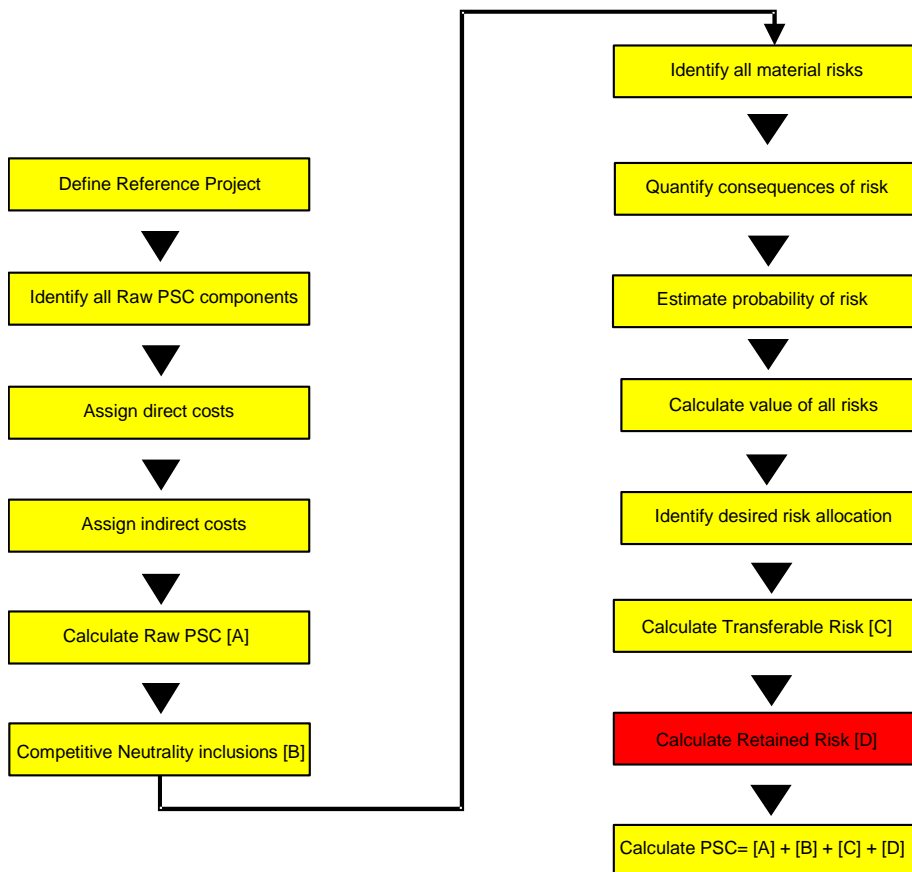 Define Reference Project
Identify all Raw PSC components
Assign direct costs
Assign indirect costs
Calculate Raw PSC [A]
Competitive Neutrality inclusions [B]
Identify all material risks
Quantify consequences of risk
Estimate probability of risk
Calculate value of all risks
Identify desired risk allocation
Calculate Transferable Risk [C]
Calculate Retained Risk [D]
Calculate PSC= [A] + [B] + [C] + [D]